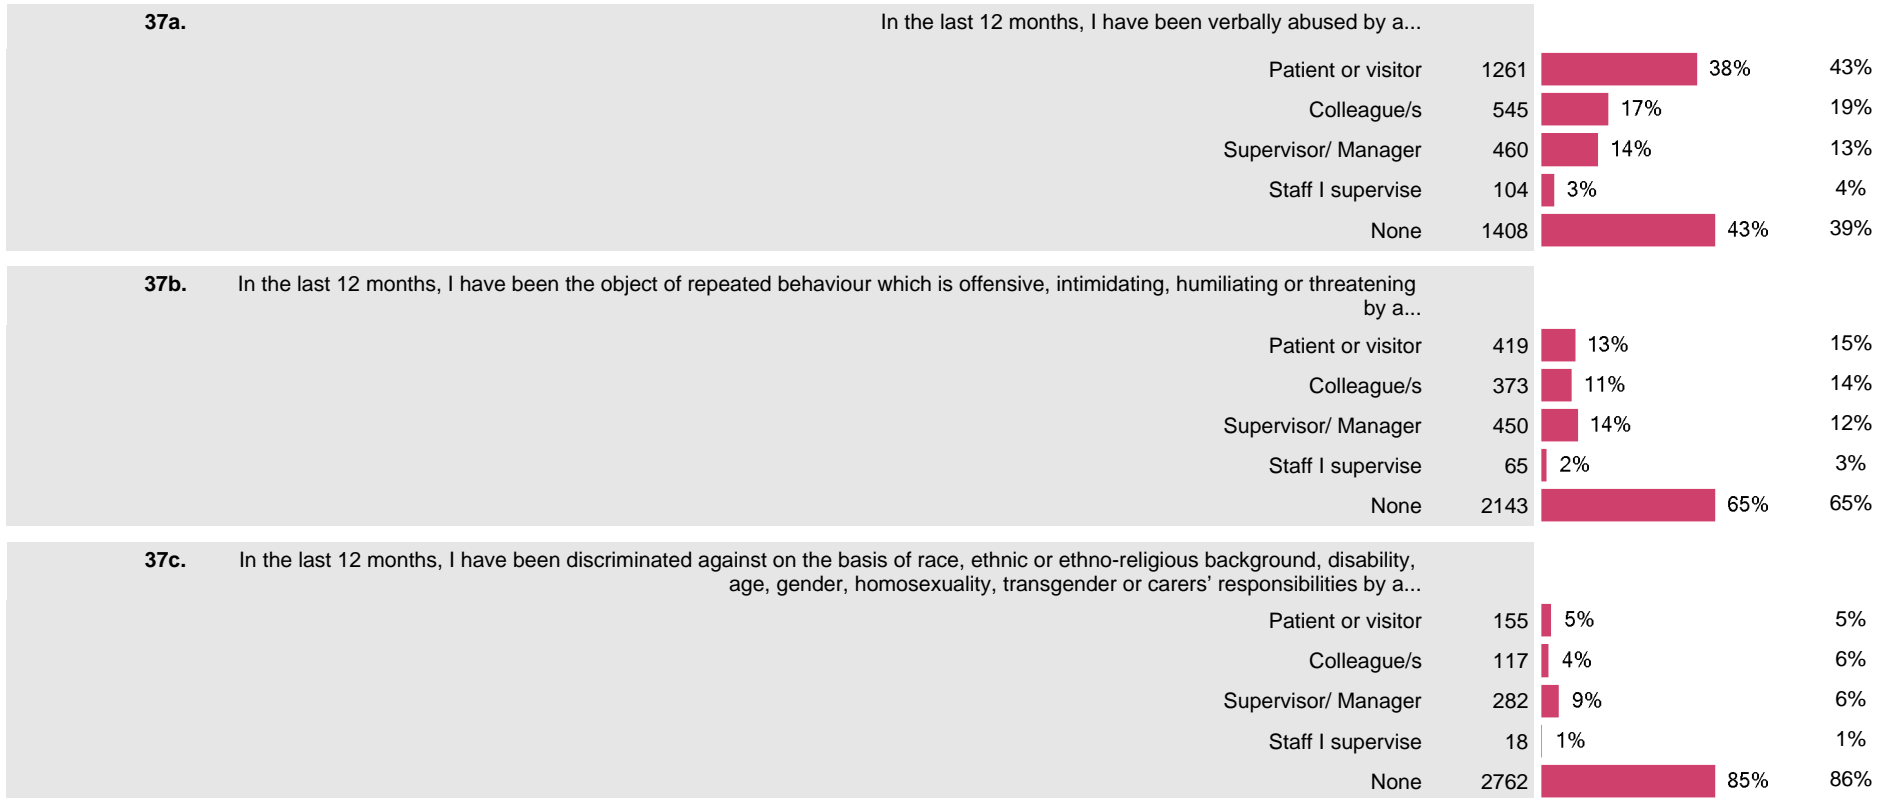 37a. In the last 12 months, I have been verbally abused by a...
Patient or visitor 1261 38% 43%
Colleague/s 545 17% 19%
Supervisor/ Manager 460 14% 13%
Staff I supervise 104 3% 4%
None 1408 43% 39%
37b. In the last 12 months, I have been the object of repeated behaviour which is offensive, intimidating, humiliating or threatening
by a...
Patient or visitor 419 13% 15%
Colleague/s 373 11% 14%
Supervisor/ Manager 450 14% 12%
Staff I supervise 65 2% 3%
None 2143 65% 65%
37c. In the last 12 months, I have been discriminated against on the basis of race, ethnic or ethno-religious background, disability,
age, gender, homosexuality, transgender or carers’ responsibilities by a...
Patient or visitor 155 5% 5%
Colleague/s 117 4% 6%
Supervisor/ Manager 282 9% 6%
Staff I supervise 18 1% 1%
None 2762 85% 86%